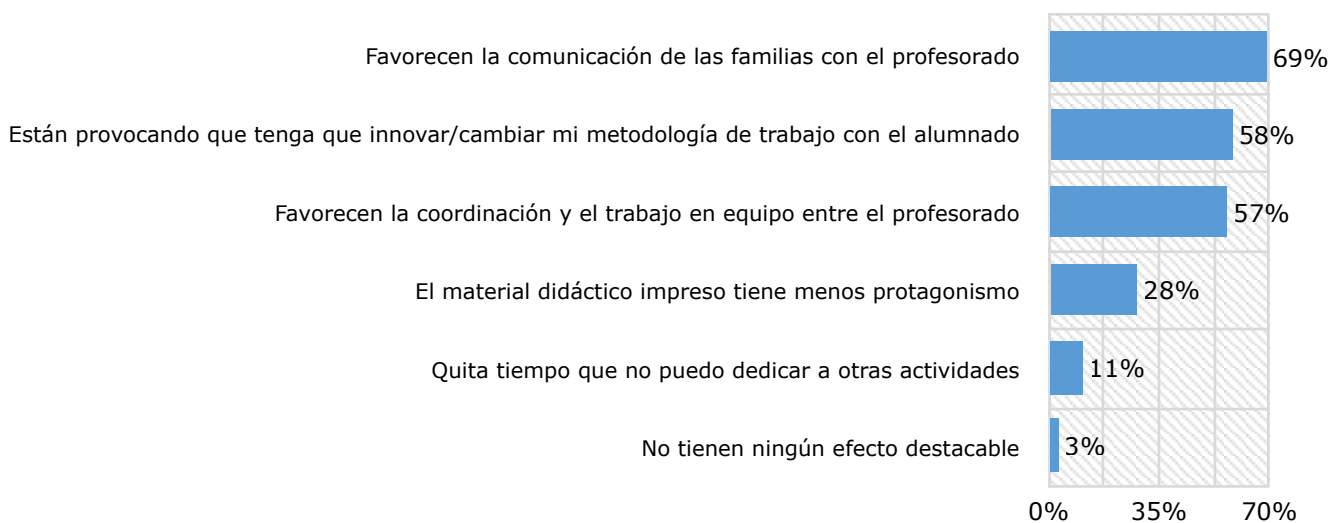 Favorecen la comunicación de las familias con el profesorado 69%
Están provocando que tenga que innovar/cambiar mi metodología de trabajo con el alumnado 58%
Favorecen la coordinación y el trabajo en equipo entre el profesorado 57%
El material didáctico impreso tiene menos protagonismo 28%
Quita tiempo que no puedo dedicar a otras actividades 11%
No tienen ningún efecto destacable 3%
0% 35% 70%